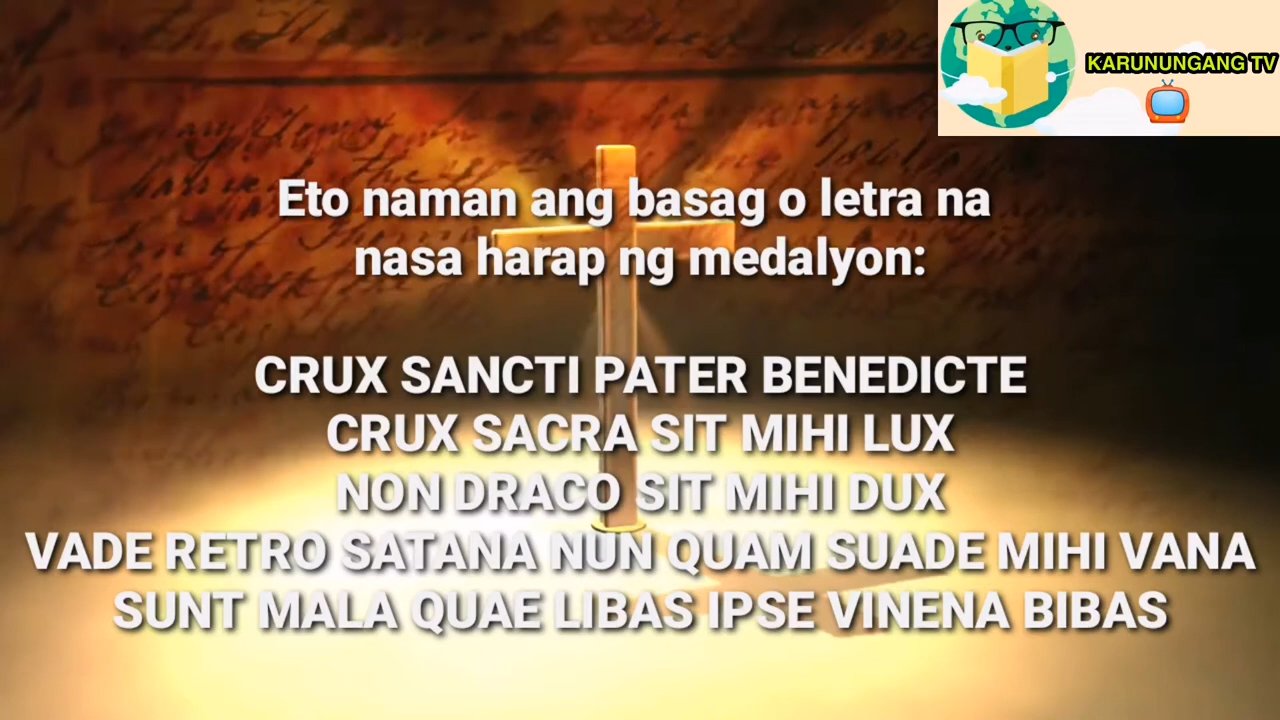 KARUNUNGANG TV
Eto naman ang basag o letra na
nasa harap ng medalyon:
CRUX SANCTI PATER BENEDICTE
CRUX SACRA SIT MIHI LUX
NON DRACO SIT MIHI DUX
VADE RETRO SATANA NUN QUAM SUADE MIHI VANA
SUNT MALA QUAE LIBAS IPSE VINENA BIBAS